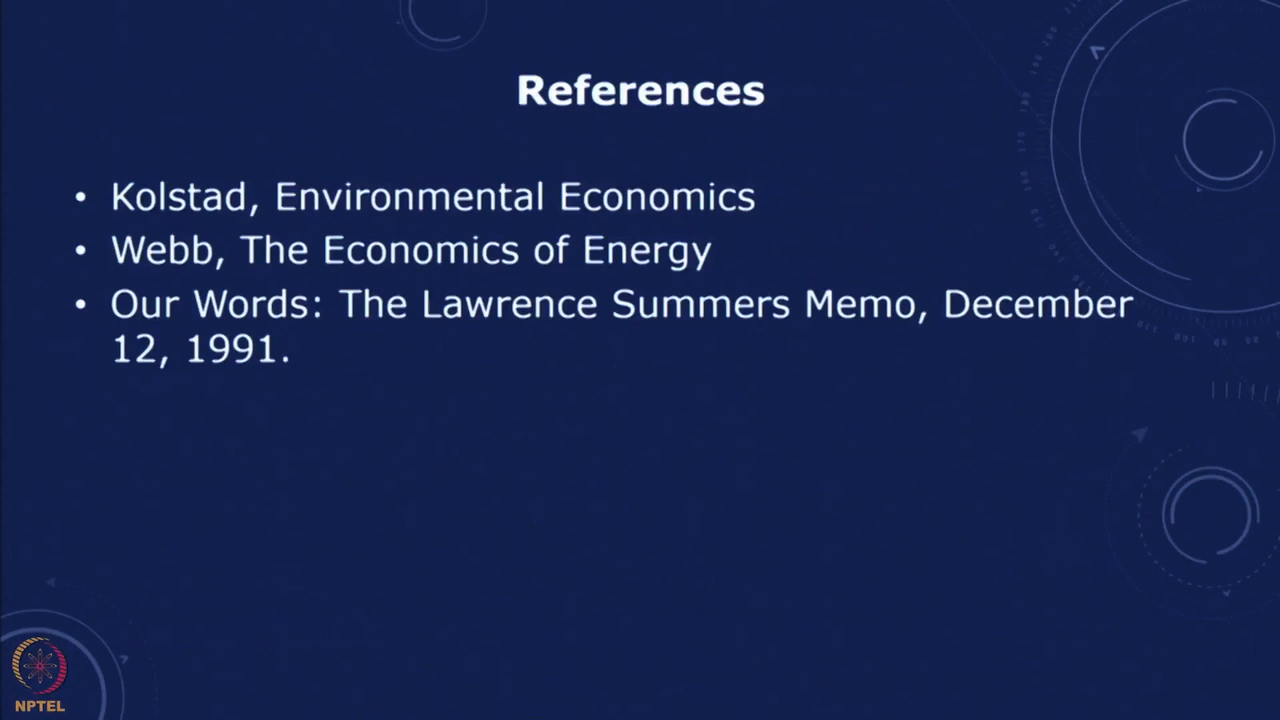 References
• Kolstad, Environmental Economics
• Webb, The Economics of Energy
• Our Words: The Lawrence Summers Memo, December
12, 1991.
NPTEL